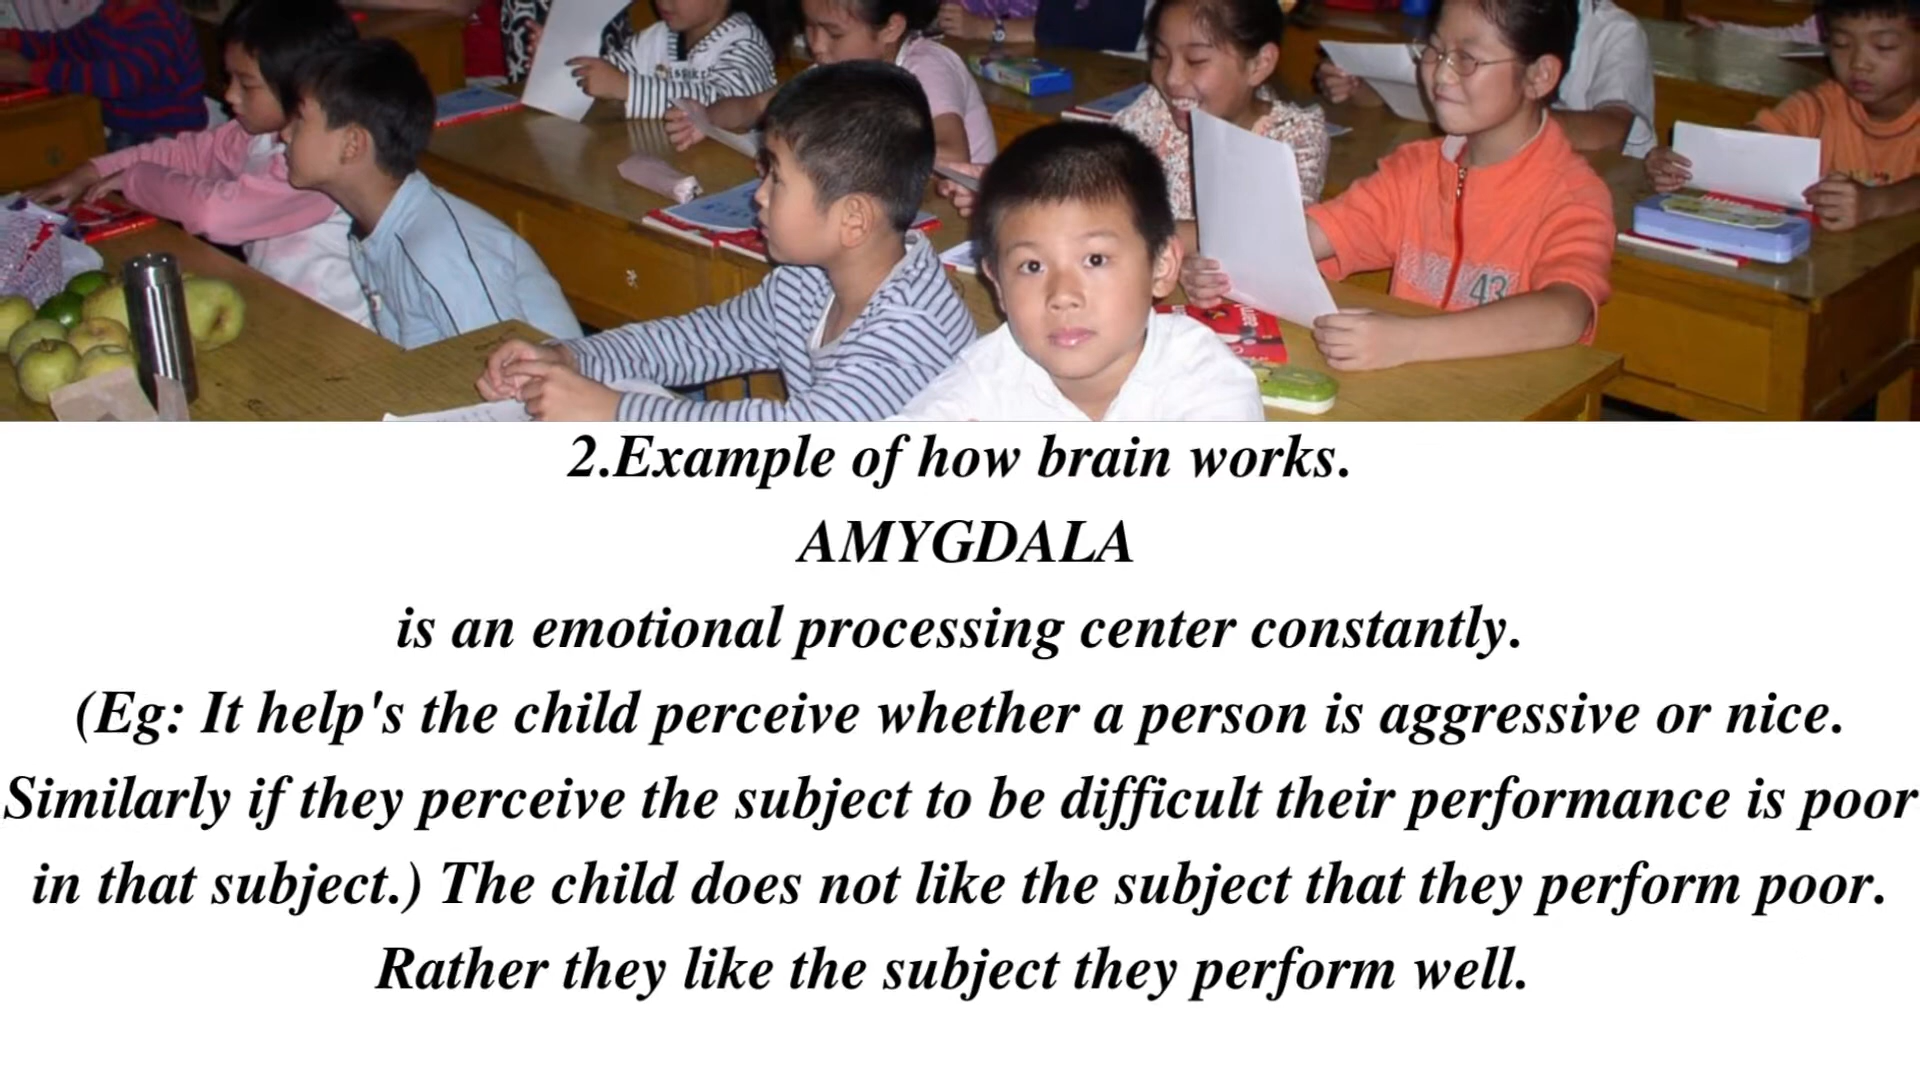 43
2.Example of how brain works.
AMYGDALA
is an emotional processing center constantly.
(Eg: It help's the child perceive whether a person is aggressive or nice.
Similarly if they perceive the subject to be difficult their performance is poor
in that subject.) The child does not like the subject that they perform poor.
Rather they like the subject they perform well.